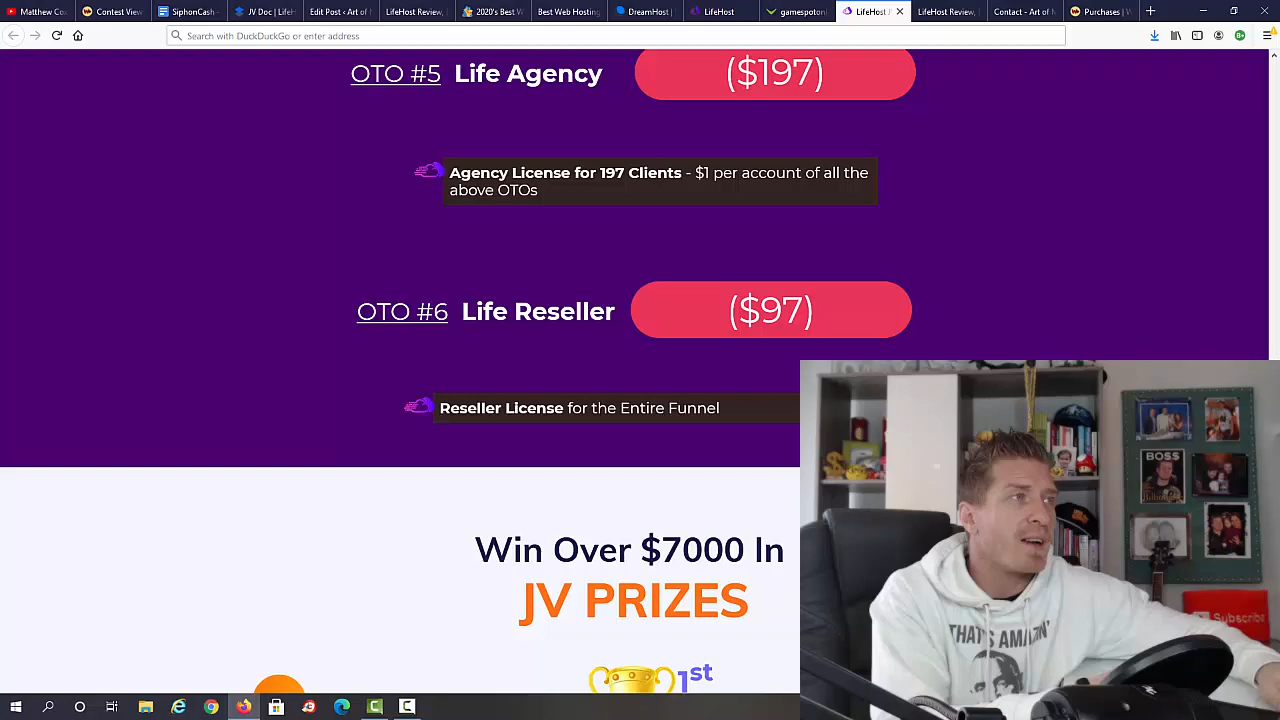 Matthew Co
Contest View
SiphonCash -
JV Doc | LifeH
Edit Post ‹ Art of
LifeHost Review,
2020's Best W
Best Web Hosting
DreamHost |
LifeHost
gamespoton
LifeHost J
LifeHost Review,
Contact - Art of M
Purchases | W
Search with DuckDuckGo or enter address
OTO #5 Life Agency ($197)
Agency License for 197 Clients - $1 per account of all the
above OTOs
OTO #6 Life Reseller ($97)
Reseller License for the Entire Funnel
Win Over $7000 In
JV PRIZES
1st
BOSS
THAT'S AMAZIN'
Subscribe